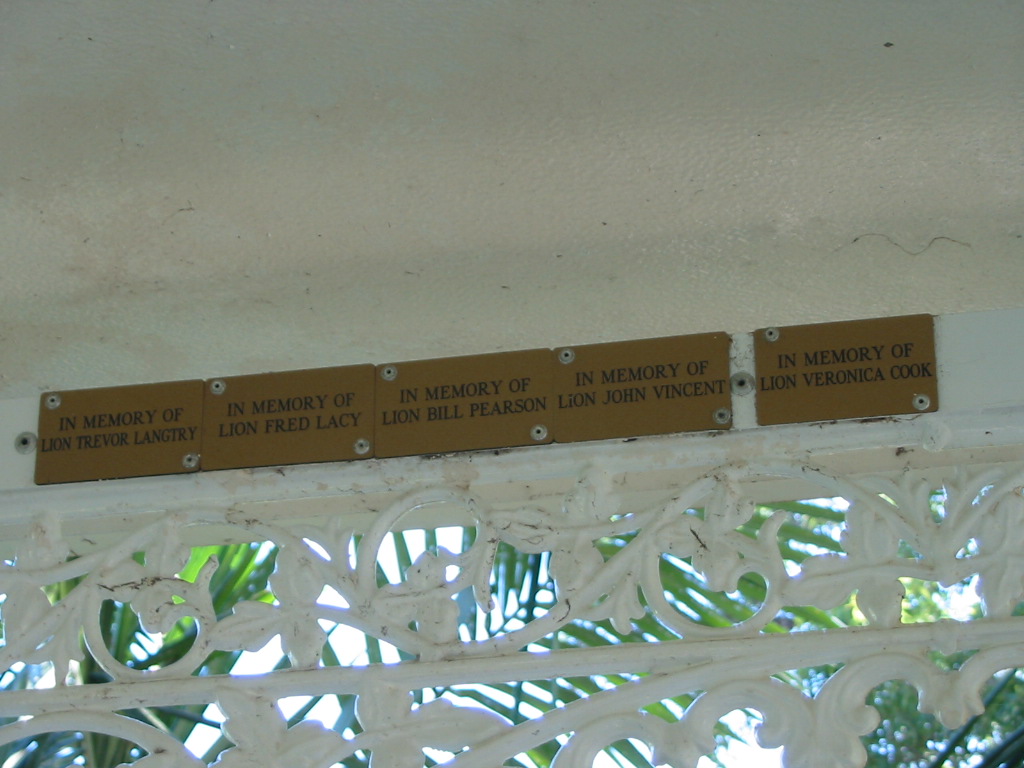 IN MEMORY OF
LION TREVOR LANGTRY
IN MEMORY OF
LION FRED LACY
IN MEMORY OF
LION BILL PEARSON
IN MEMORY OF
LiON JOHN VINCENT
IN MEMORY OF
LION VERONICA COOK